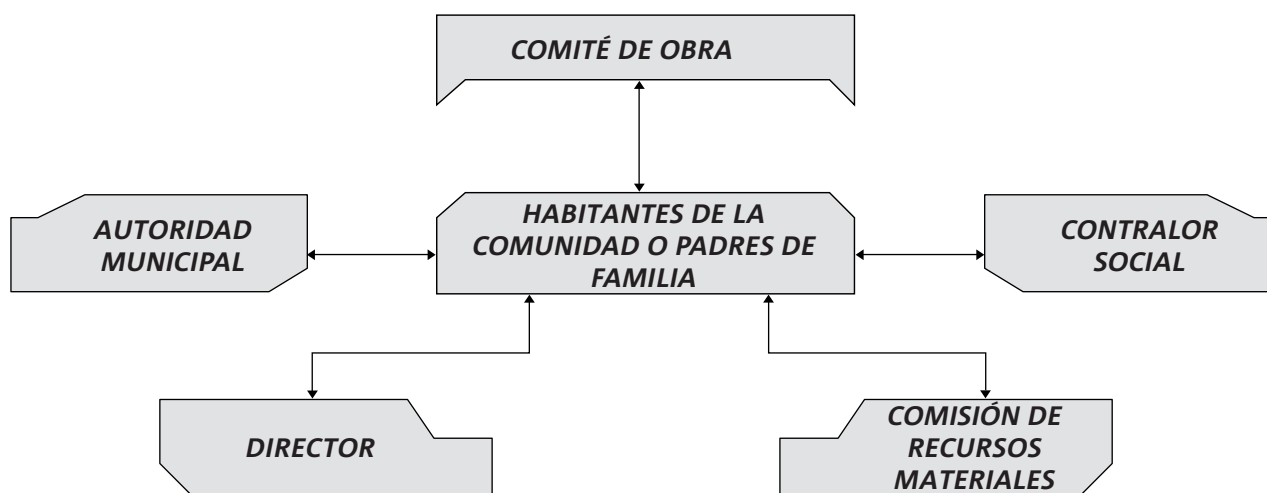 COMITÉ DE OBRA
AUTORIDAD
MUNICIPAL
HABITANTES DE LA
COMUNIDAD O PADRES DE
FAMILIA
CONTRALOR
SOCIAL
DIRECTOR
COMISIÓN DE
RECURSOS
MATERIALES